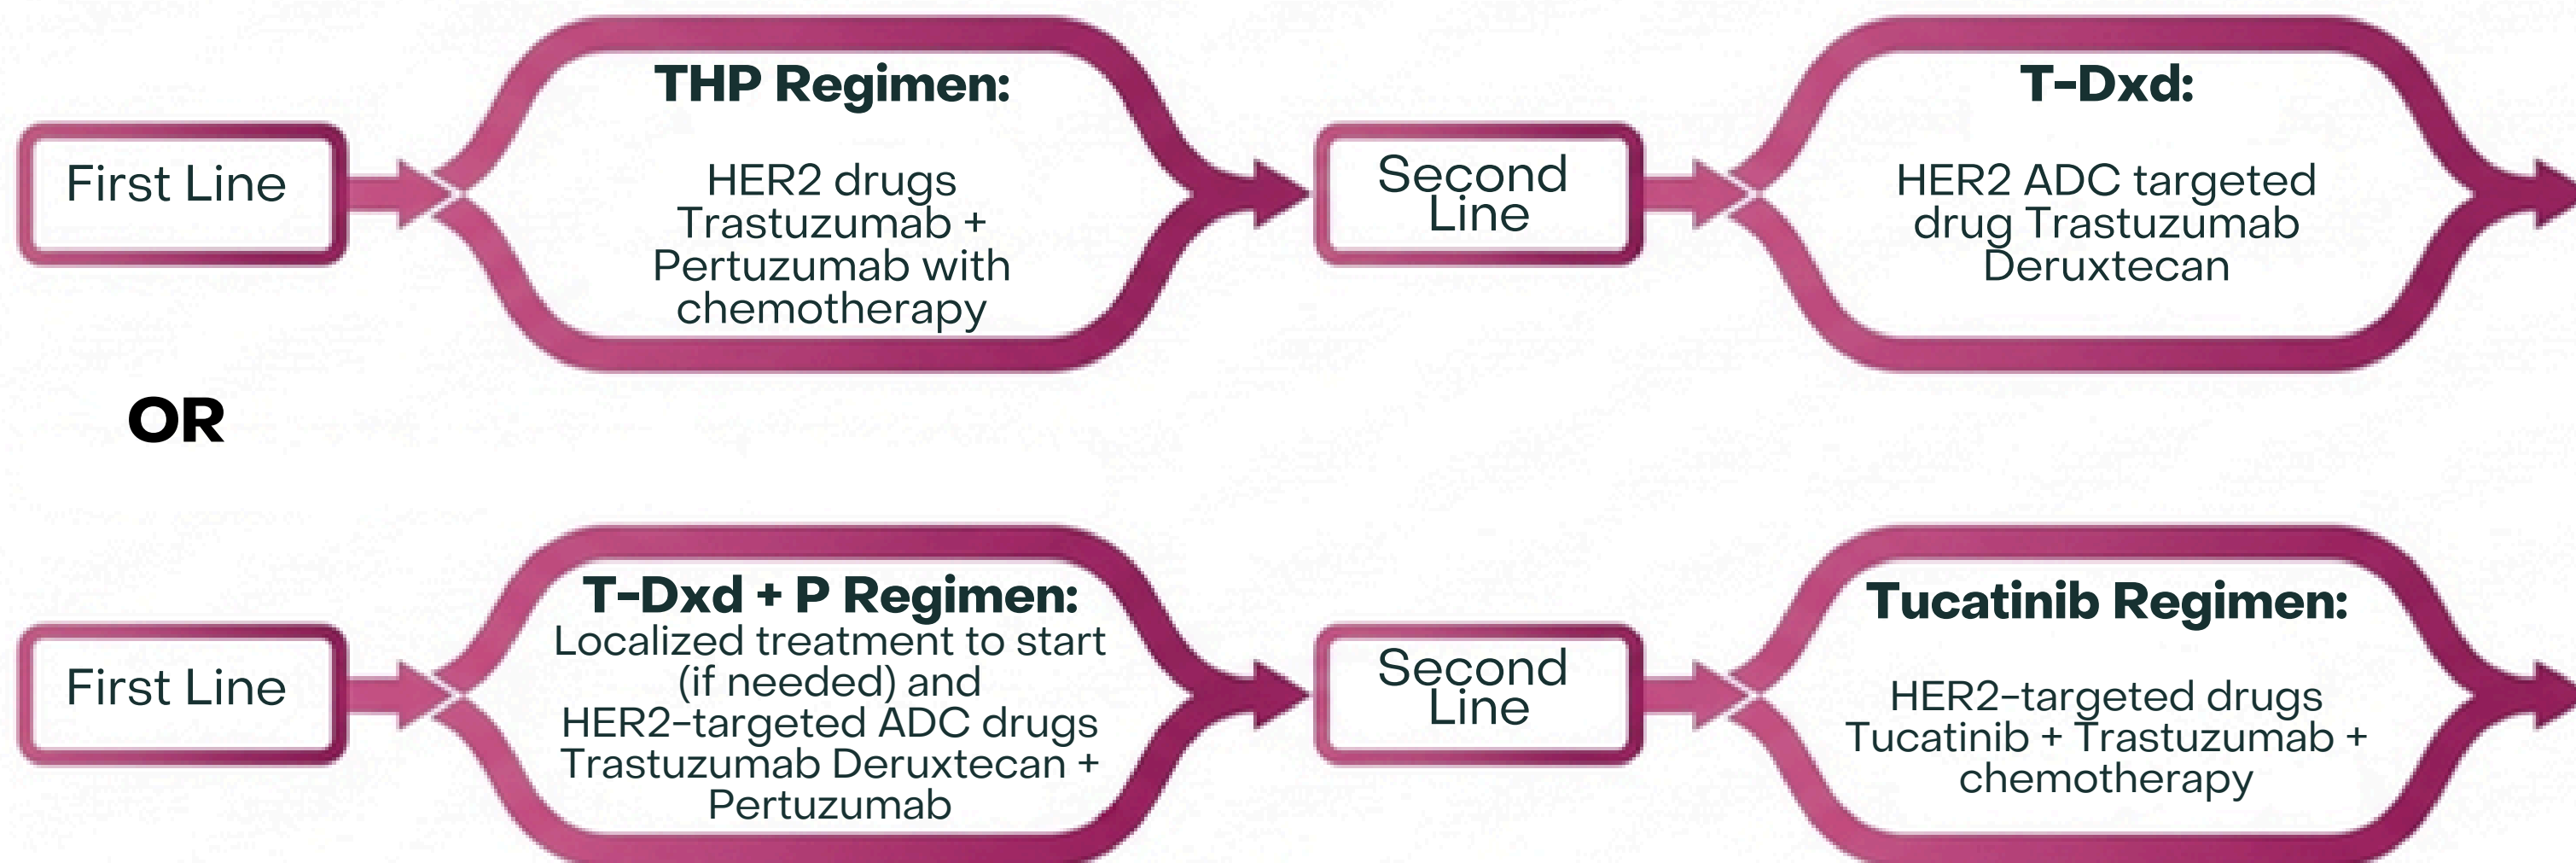 First Line
THP Regimen:
HER2 drugs
Trastuzumab +
Pertuzumab with
chemotherapy
Second
Line
T-Dxd:
HER2 ADC targeted
drug Trastuzumab
Deruxtecan
OR
First Line
T-Dxd + P Regimen:
Localized treatment to start
(if needed) and
HER2-targeted ADC drugs
Trastuzumab Deruxtecan +
Pertuzumab
Second
Line
Tucatinib Regimen:
HER2-targeted drugs
Tucatinib + Trastuzumab +
chemotherapy